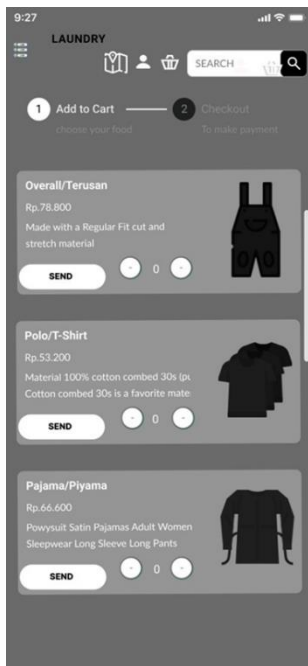 9:27
LAUNDRY
SEARCH
1 Add to Cart
2 Checkout
choose your food
To make payment
Overall/Terusan
Rp.78.800
Made with a Regular Fit cut and
stretch material
SEND
- 0 -
Polo/T-Shirt
Rp.53.200
Material 100% cotton combed 30s (pu
Cotton combed 30s is a favorite mate
SEND
- 0 -
Pajama/Piyama
Rp.66.600
Powysuit Satin Pajamas Adult Women
Sleepwear Long Sleeve Long Pants
SEND
- 0 -